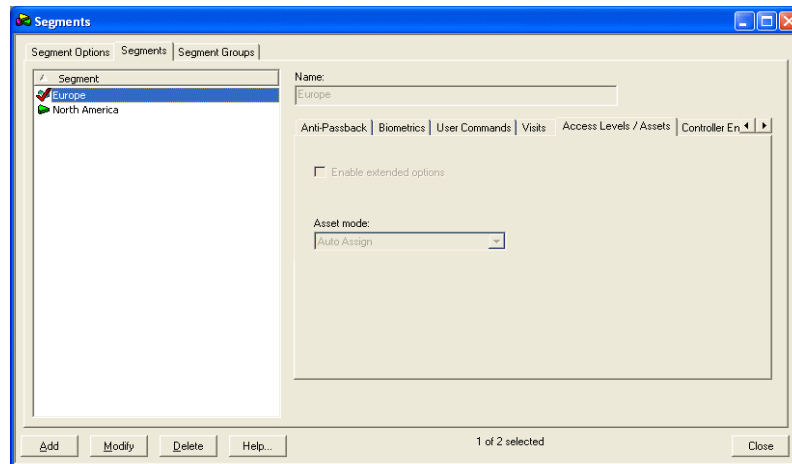 Segments
Segment Options Segments Segment Groups
Segment
Europe
North America
Name:
Europe
Anti-Passback Biometrics User Commands Visits Access Levels / Assets Controller En
Enable extended options
Asset mode:
Auto Assign
Add Modify Delete Help... 1 of 2 selected Close